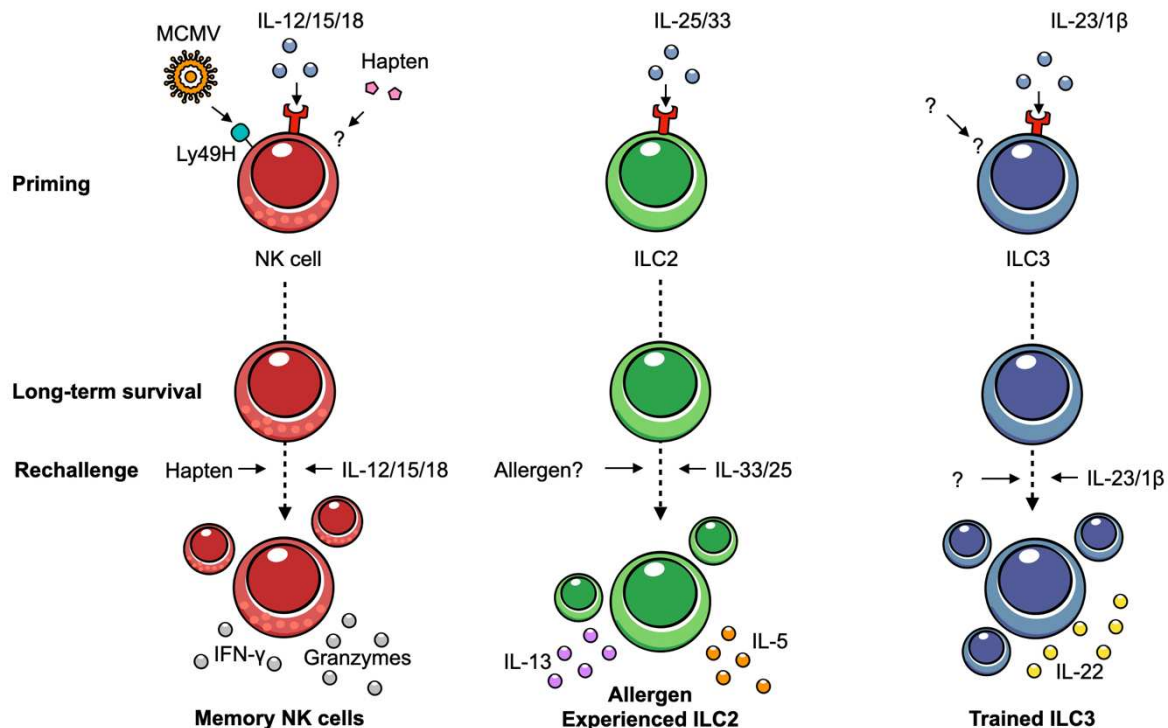 IL-12/15/18
MCMV
Hapten
?
Ly49H
Priming
NK cell
IL-25/33
ILC2
IL-23/1β
?
?
ILC3
Long-term survival
Rechallenge
Hapten
IL-12/15/18
Allergen?
IL-33/25
?
IL-23/1β
IFN-γ
Granzymes
Memory NK cells
IL-13
IL-5
Allergen
Experienced ILC2
IL-22
Trained ILC3